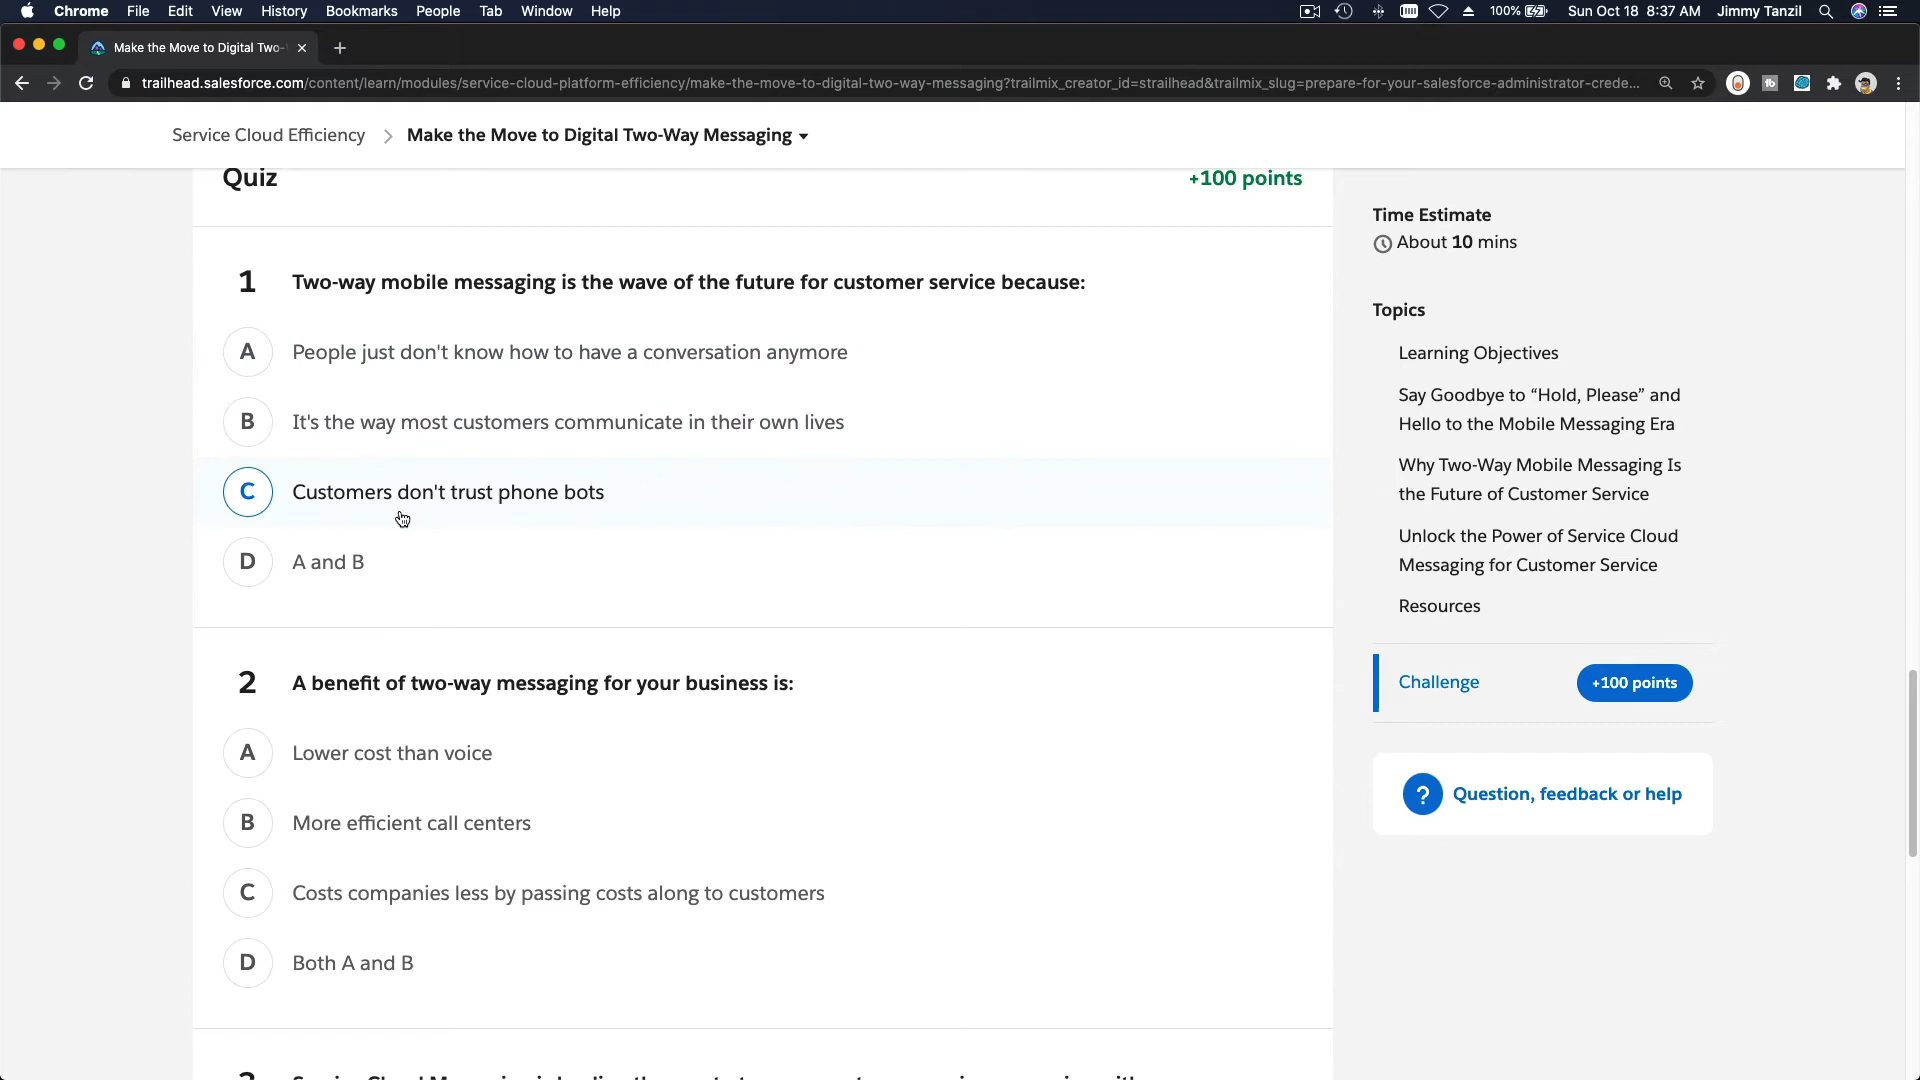 Chrome File Edit View History Bookmarks People Tab Window Help
100% Sun Oct 18 8:37 AM Jimmy Tanzil
Make the Move to Digital Two-
trailhead.salesforce.com/content/learn/modules/service-cloud-platform-efficiency/make-the-move-to-digital-two-way-messaging?trailmix_creator_id=strailhead&trailmix_slug=prepare-for-your-salesforce-administrator-crede...
Service Cloud Efficiency > Make the Move to Digital Two-Way Messaging
Quiz
+100 points
1 Two-way mobile messaging is the wave of the future for customer service because:
A People just don't know how to have a conversation anymore
B It's the way most customers communicate in their own lives
C Customers don't trust phone bots
D A and B
2 A benefit of two-way messaging for your business is:
A Lower cost than voice
B More efficient call centers
C Costs companies less by passing costs along to customers
D Both A and B
Time Estimate
About 10 mins
Topics
Learning Objectives
Say Goodbye to “Hold, Please” and
Hello to the Mobile Messaging Era
Why Two-Way Mobile Messaging Is
the Future of Customer Service
Unlock the Power of Service Cloud
Messaging for Customer Service
Resources
Challenge
+100 points
? Question, feedback or help